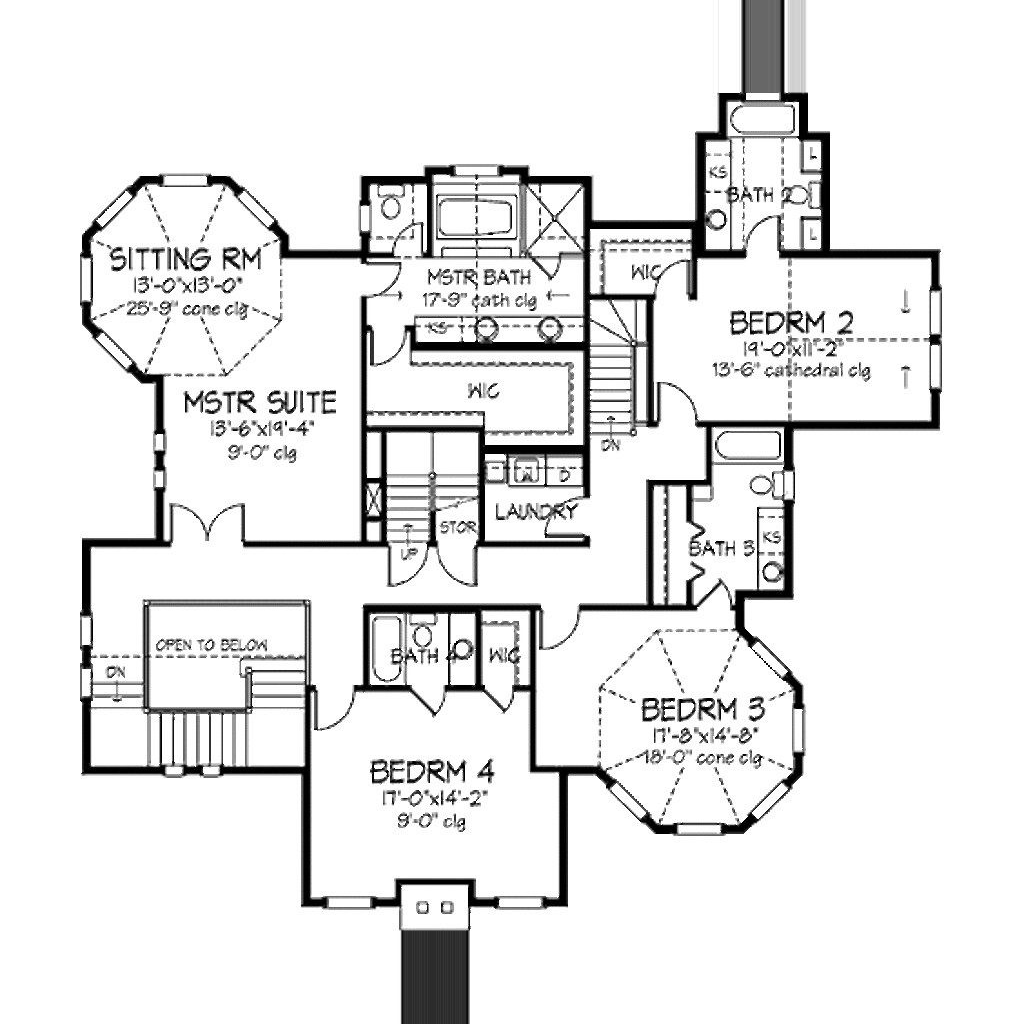 KS
L
BATH 2
L
SITTING RM
13'-0"x13'-0"
25'-9" cone clg
MSTR BATH
17'-9" cath clg
KS
WIC
BEDRM 2
19'-0"x11'-2"
13'-6" cathedral clg
MSTR SUITE
13'-6"x19'-4"
9'-0" clg
WIC
DN
W
D
LAUNDRY
STOR
UP
BATH 3
KS
OPEN TO BELOW
DN
BATH 4
WIC
BEDRM 3
17'-8"x14'-8"
18'-0" cone clg
BEDRM 4
17'-0"x14'-2"
9'-0" clg